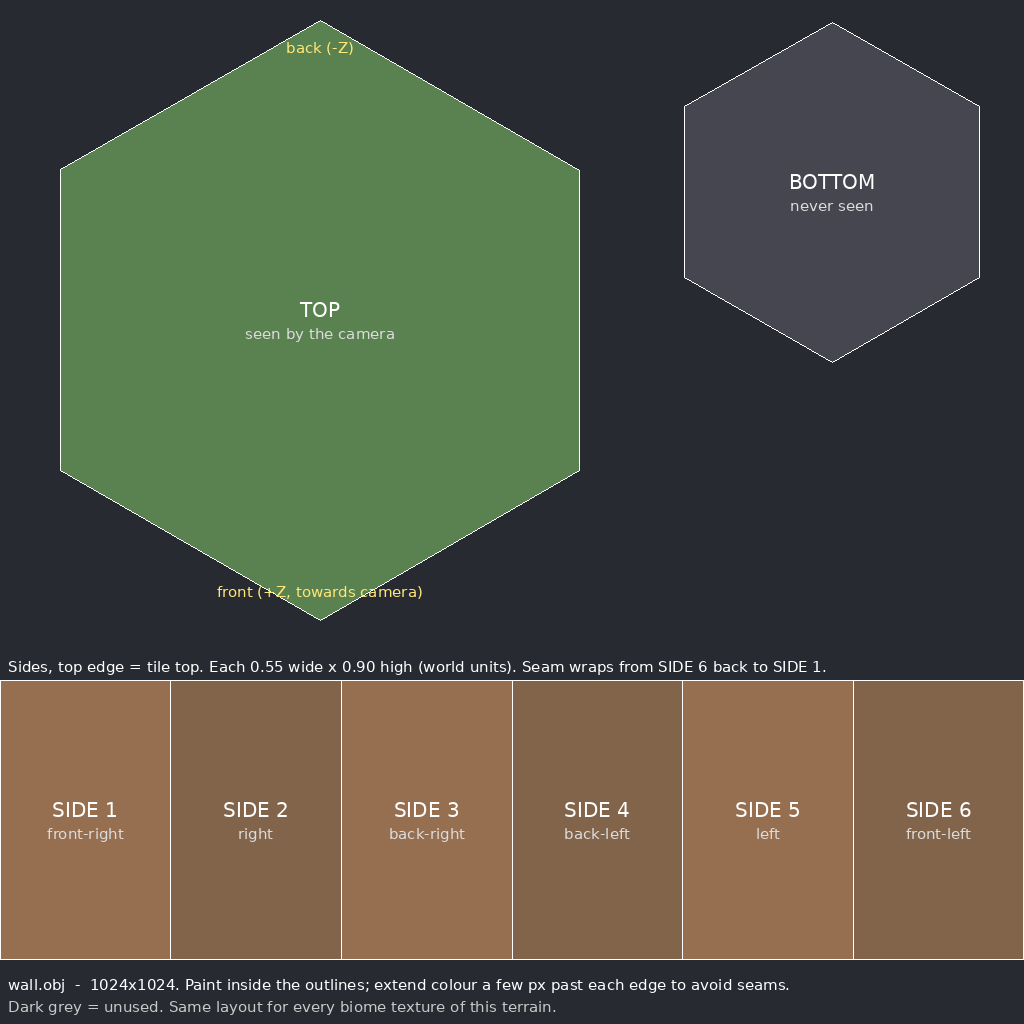 back (-Z)
TOP
seen by the camera
front (+Z, towards camera)
BOTTOM
never seen
Sides, top edge = tile top. Each 0.55 wide x 0.90 high (world units). Seam wraps from SIDE 6 back to SIDE 1.
SIDE 1
front-right
SIDE 2
right
SIDE 3
back-right
SIDE 4
back-left
SIDE 5
left
SIDE 6
front-left
wall.obj  -  1024x1024. Paint inside the outlines; extend colour a few px past each edge to avoid seams.
Dark grey = unused. Same layout for every biome texture of this terrain.